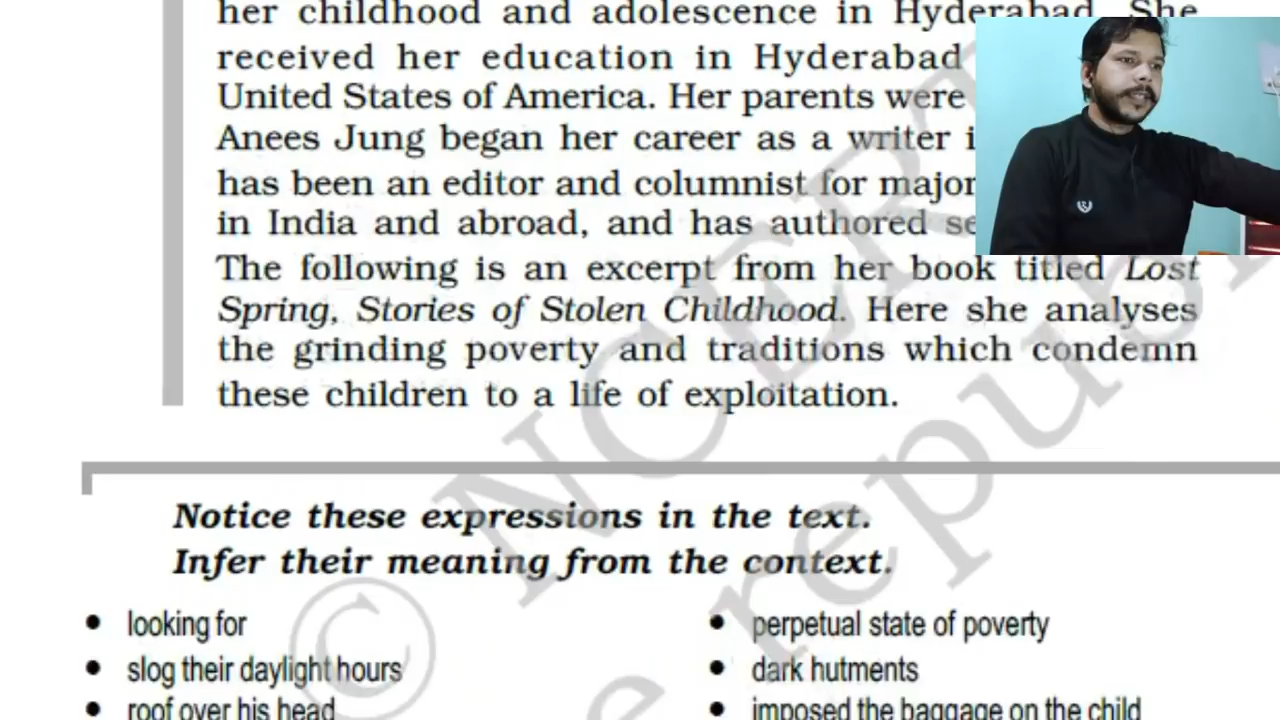 her childhood and adolescence in Hyderabad. She
received her education in Hyderabad
United States of America. Her parents were
Anees Jung began her career as a writer
has been an editor and columnist for major
in India and abroad, and has authored
The following is an excerpt from her book titled Lost
Spring, Stories of Stolen Childhood. Here she analyses
the grinding poverty and traditions which condemn
these children to a life of exploitation.
Notice these expressions in the text.
Infer their meaning from the context.
• looking for
• slog their daylight hours
• roof over his head
• perpetual state of poverty
• dark hutments
• imposed the baggage on the child
© NCERT
republi